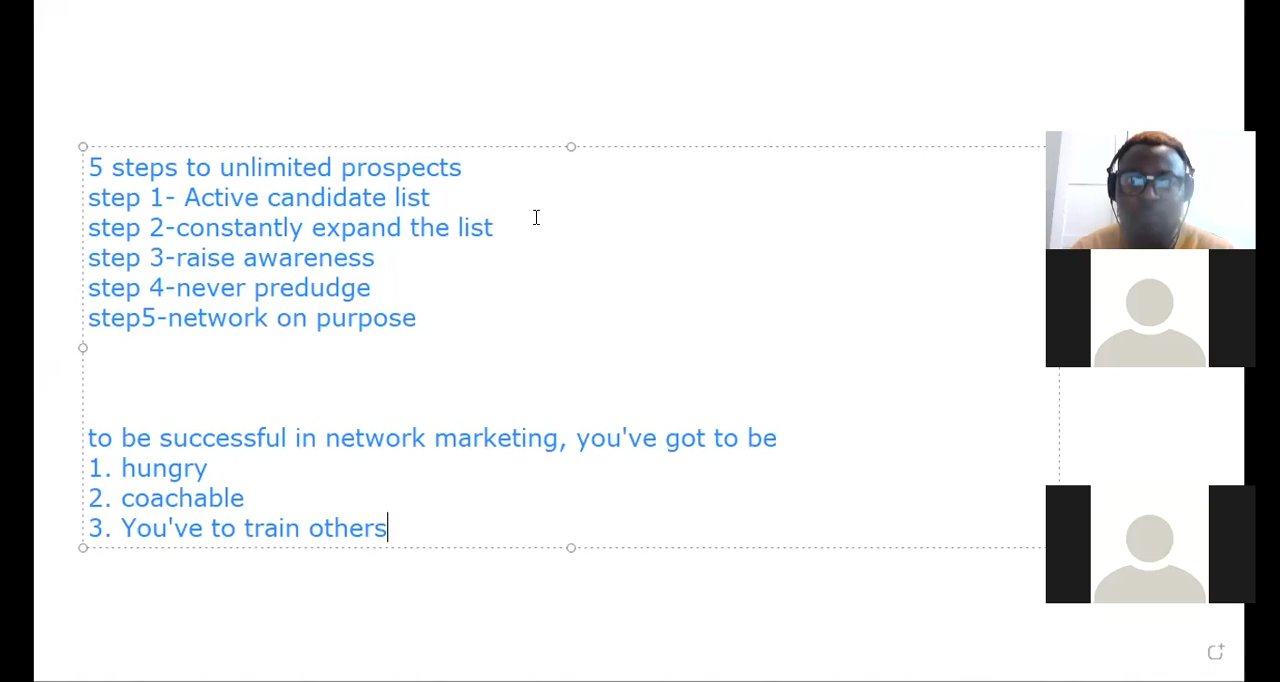 5 steps to unlimited prospects
step 1- Active candidate list
step 2-constantly expand the list
step 3-raise awareness
step 4-never predudge
step5-network on purpose
to be successful in network marketing, you've got to be
1. hungry
2. coachable
3. You've to train others